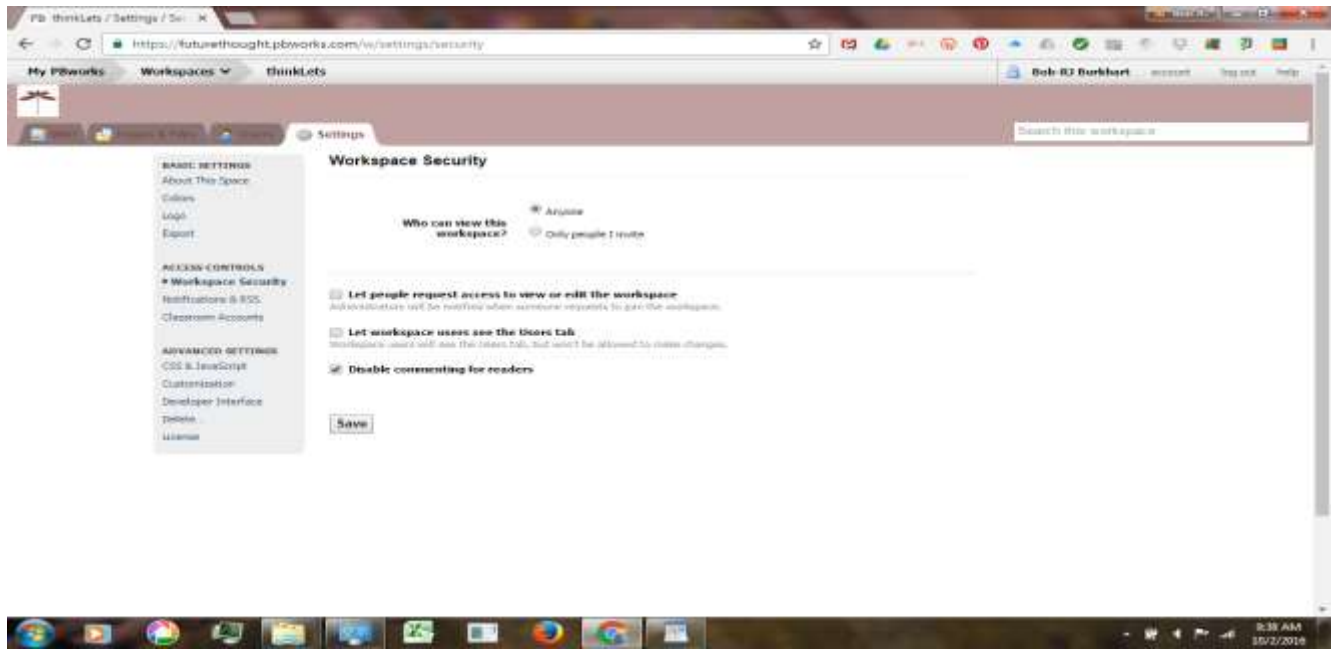 PB thinkLets / Settings / Se
https://futurethought.pbworks.com/w/settings/security
My PBworks
Workspaces
thinkLets
Bob-RJ Burkhart
account
log out
help
Settings
Search this workspace
BASIC SETTINGS
About This Space
Colors
Logo
Export
ACCESS CONTROLS
Workspace Security
Notifications & RSS
Classroom Accounts
ADVANCED SETTINGS
CSS & JavaScript
Customization
Developer Interface
Delete...
License
Workspace Security
Who can view this
workspace?
Anyone
Only people I invite
Let people request access to view or edit the workspace
Administrators will be notified when someone requests to join the workspace.
Let workspace users see the Users tab
Workspace users will see the Users tab, but won't be allowed to make changes.
Disable commenting for readers
Save
9:38 AM
10/2/2016